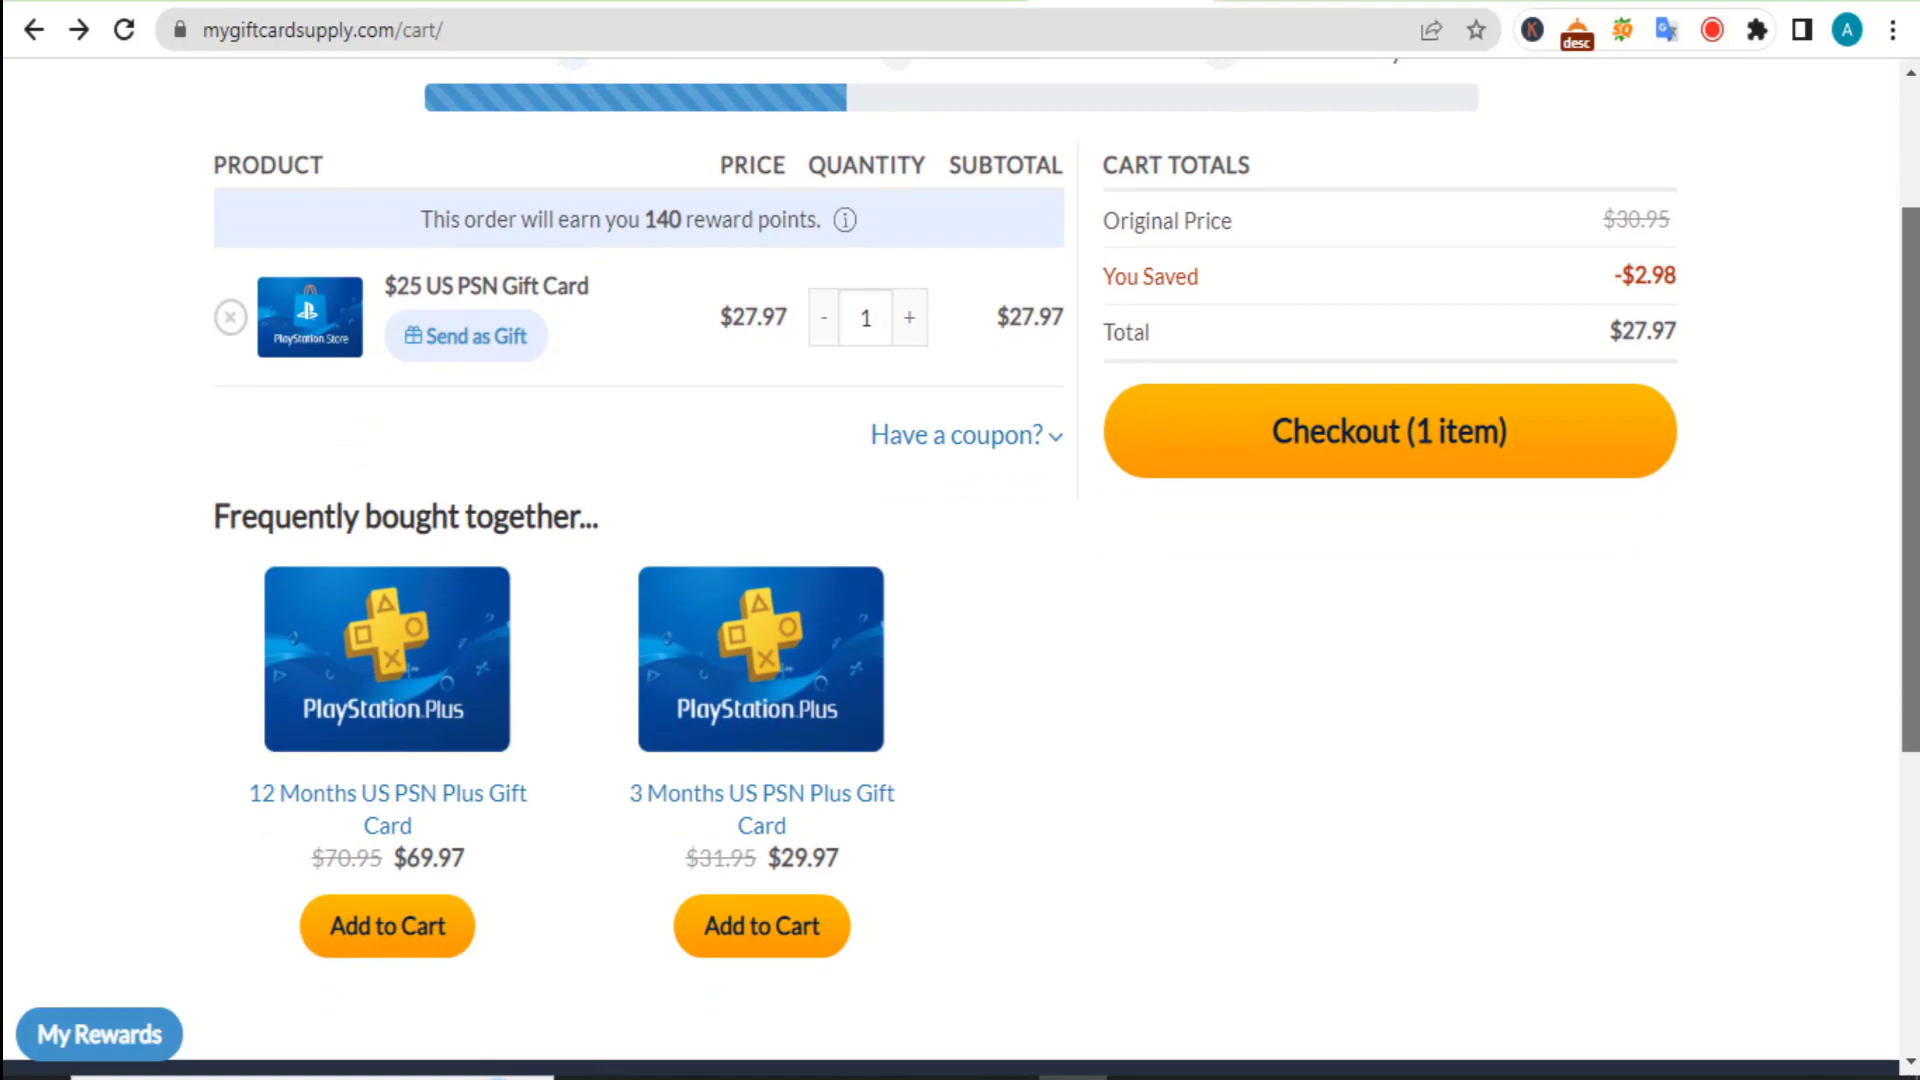 mygiftcardsupply.com/cart/
K
desc
A
PRODUCT PRICE QUANTITY SUBTOTAL
This order will earn you 140 reward points. i
$25 US PSN Gift Card
Send as Gift
PlayStation Store
$27.97 - 1 + $27.97
Have a coupon?
CART TOTALS
Original Price $30.95
You Saved -$2.98
Total $27.97
Checkout (1 item)
Frequently bought together...
PlayStation Plus
12 Months US PSN Plus Gift
Card
$70.95 $69.97
Add to Cart
PlayStation Plus
3 Months US PSN Plus Gift
Card
$31.95 $29.97
Add to Cart
My Rewards